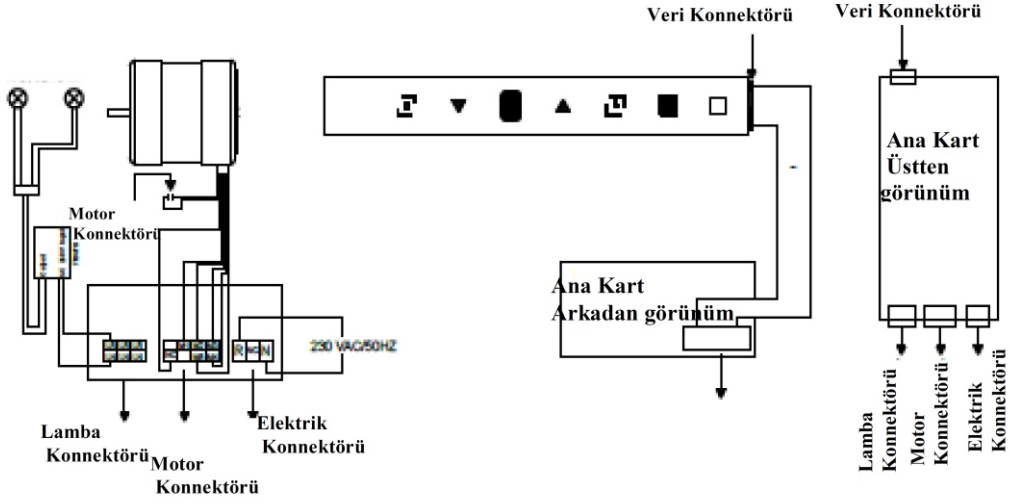 Veri Konnektörü
Veri Konnektörü
Motor
Konnektörü
Ana Kart
Üstten
görünüm
Ana Kart
Arkadan görünüm
R
N
230 VAC/50HZ
Lamba
Konnektörü
Motor
Konnektörü
Elektrik
Konnektörü
Lamba
Konnektörü
Motor
Konnektörü
Elektrik
Konnektörü